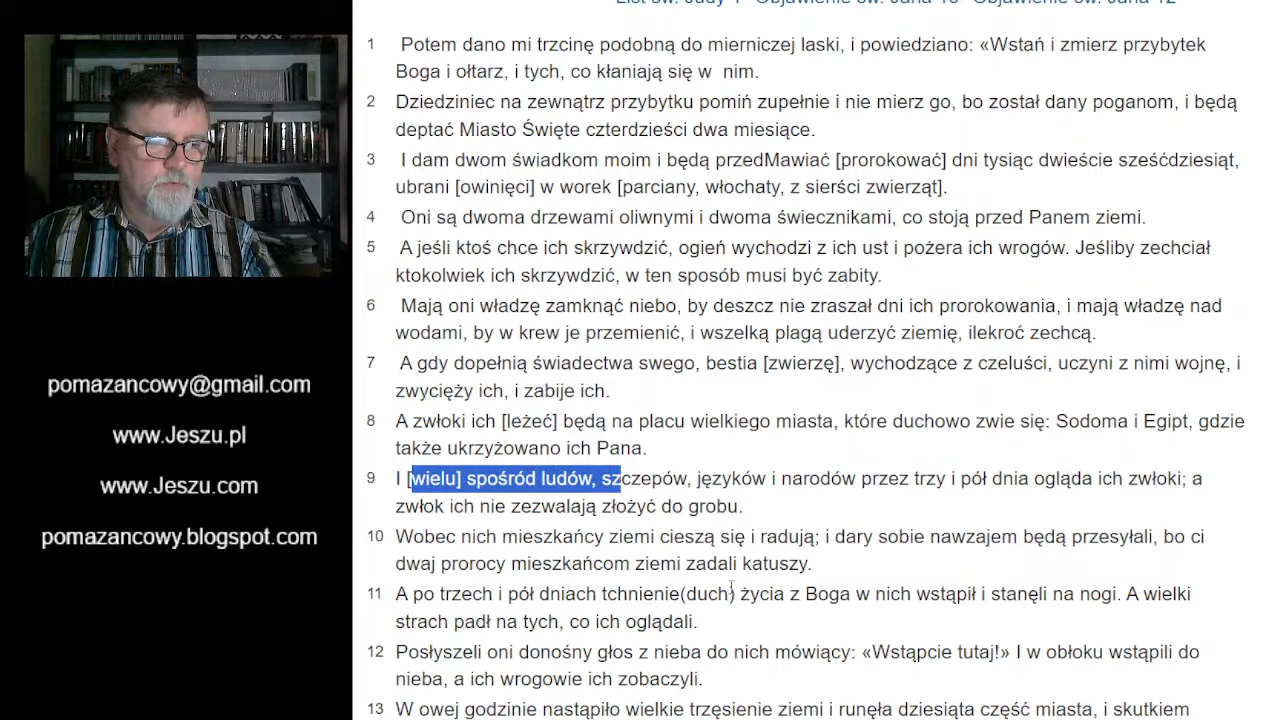 List św. Judy 1 Objawienie św. Jana 10 Objawienie św. Jana 12
1 Potem dano mi trzcinę podobną do mierniczej laski, i powiedziano: «Wstań i zmierz przybytek
Boga i ołtarz, i tych, co kłaniają się w nim.
2 Dziedziniec na zewnątrz przybytku pomiń zupełnie i nie mierz go, bo został dany poganom, i będą
deptać Miasto Święte czterdzieści dwa miesiące.
3 I dam dwom świadkom moim i będą przedMawiać [prorokować] dni tysiąc dwieście sześćdziesiąt,
ubrani [owinięci] w worek [parciany, włochaty, z sierści zwierząt].
4 Oni są dwoma drzewami oliwnymi i dwoma świecznikami, co stoją przed Panem ziemi.
5 A jeśli ktoś chce ich skrzywdzić, ogień wychodzi z ich ust i pożera ich wrogów. Jeśliby zechciał
ktokolwiek ich skrzywdzić, w ten sposób musi być zabity.
6 Mają oni władzę zamknąć niebo, by deszcz nie zraszał dni ich prorokowania, i mają władzę nad
wodami, by w krew je przemienić, i wszelką plagą uderzyć ziemię, ilekroć zechcą.
7 A gdy dopełnią świadectwa swego, bestia [zwierzę], wychodzące z czeluści, uczyni z nimi wojnę, i
zwycięży ich, i zabije ich.
8 A zwłoki ich [leżeć] będą na placu wielkiego miasta, które duchowo zwie się: Sodoma i Egipt, gdzie
także ukrzyżowano ich Pana.
9 I [wielu] spośród ludów, szczepów, języków i narodów przez trzy i pół dnia ogląda ich zwłoki; a
zwłok ich nie zezwalają złożyć do grobu.
10 Wobec nich mieszkańcy ziemi cieszą się i radują; i dary sobie nawzajem będą przesyłali, bo ci
dwaj prorocy mieszkańcom ziemi zadali katuszy.
11 A po trzech i pół dniach tchnienie(duch) życia z Boga w nich wstąpił i stanęli na nogi. A wielki
strach padł na tych, co ich oglądali.
12 Posłyszeli oni donośny głos z nieba do nich mówiący: «Wstąpcie tutaj!» I w obłoku wstąpili do
nieba, a ich wrogowie ich zobaczyli.
13 W owej godzinie nastąpiło wielkie trzęsienie ziemi i runęła dziesiąta część miasta, i skutkiem
pomazancowy@gmail.com
www.Jeszu.pl
www.Jeszu.com
pomazancowy.blogspot.com